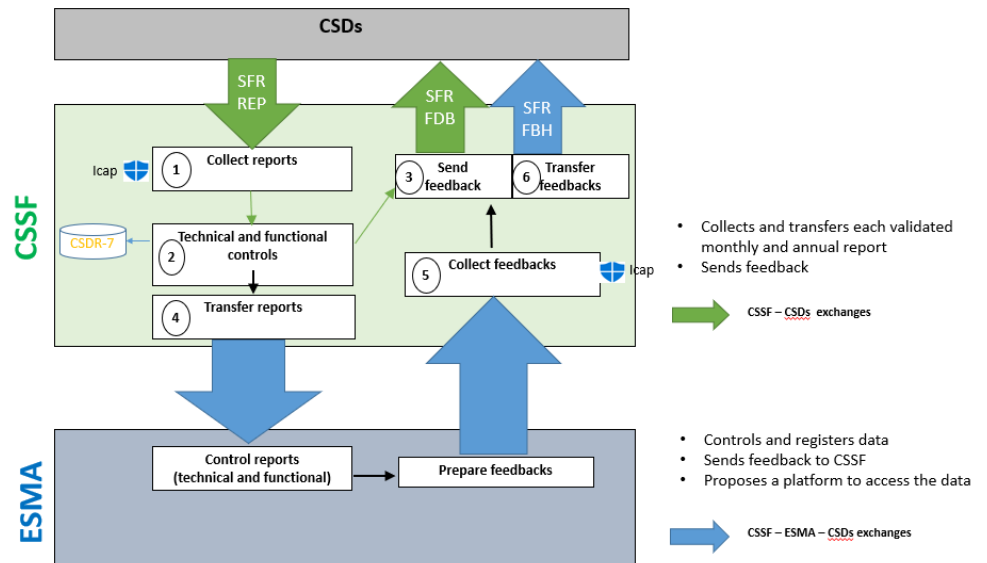 CSDs
SFR
REP
SFR
FDB
SFR
FBH
CSSF
Icap
1
Collect reports
3
Send
feedback
6
Transfer
feedbacks
CSDR-7
2
Technical and functional
controls
5
Collect feedbacks
Icap
4
Transfer reports
• Collects and transfers each validated
monthly and annual report
• Sends feedback
CSSF – CSDs exchanges
ESMA
Control reports
(technical and functional)
Prepare feedbacks
• Controls and registers data
• Sends feedback to CSSF
• Proposes a platform to access the data
CSSF – ESMA – CSDs exchanges